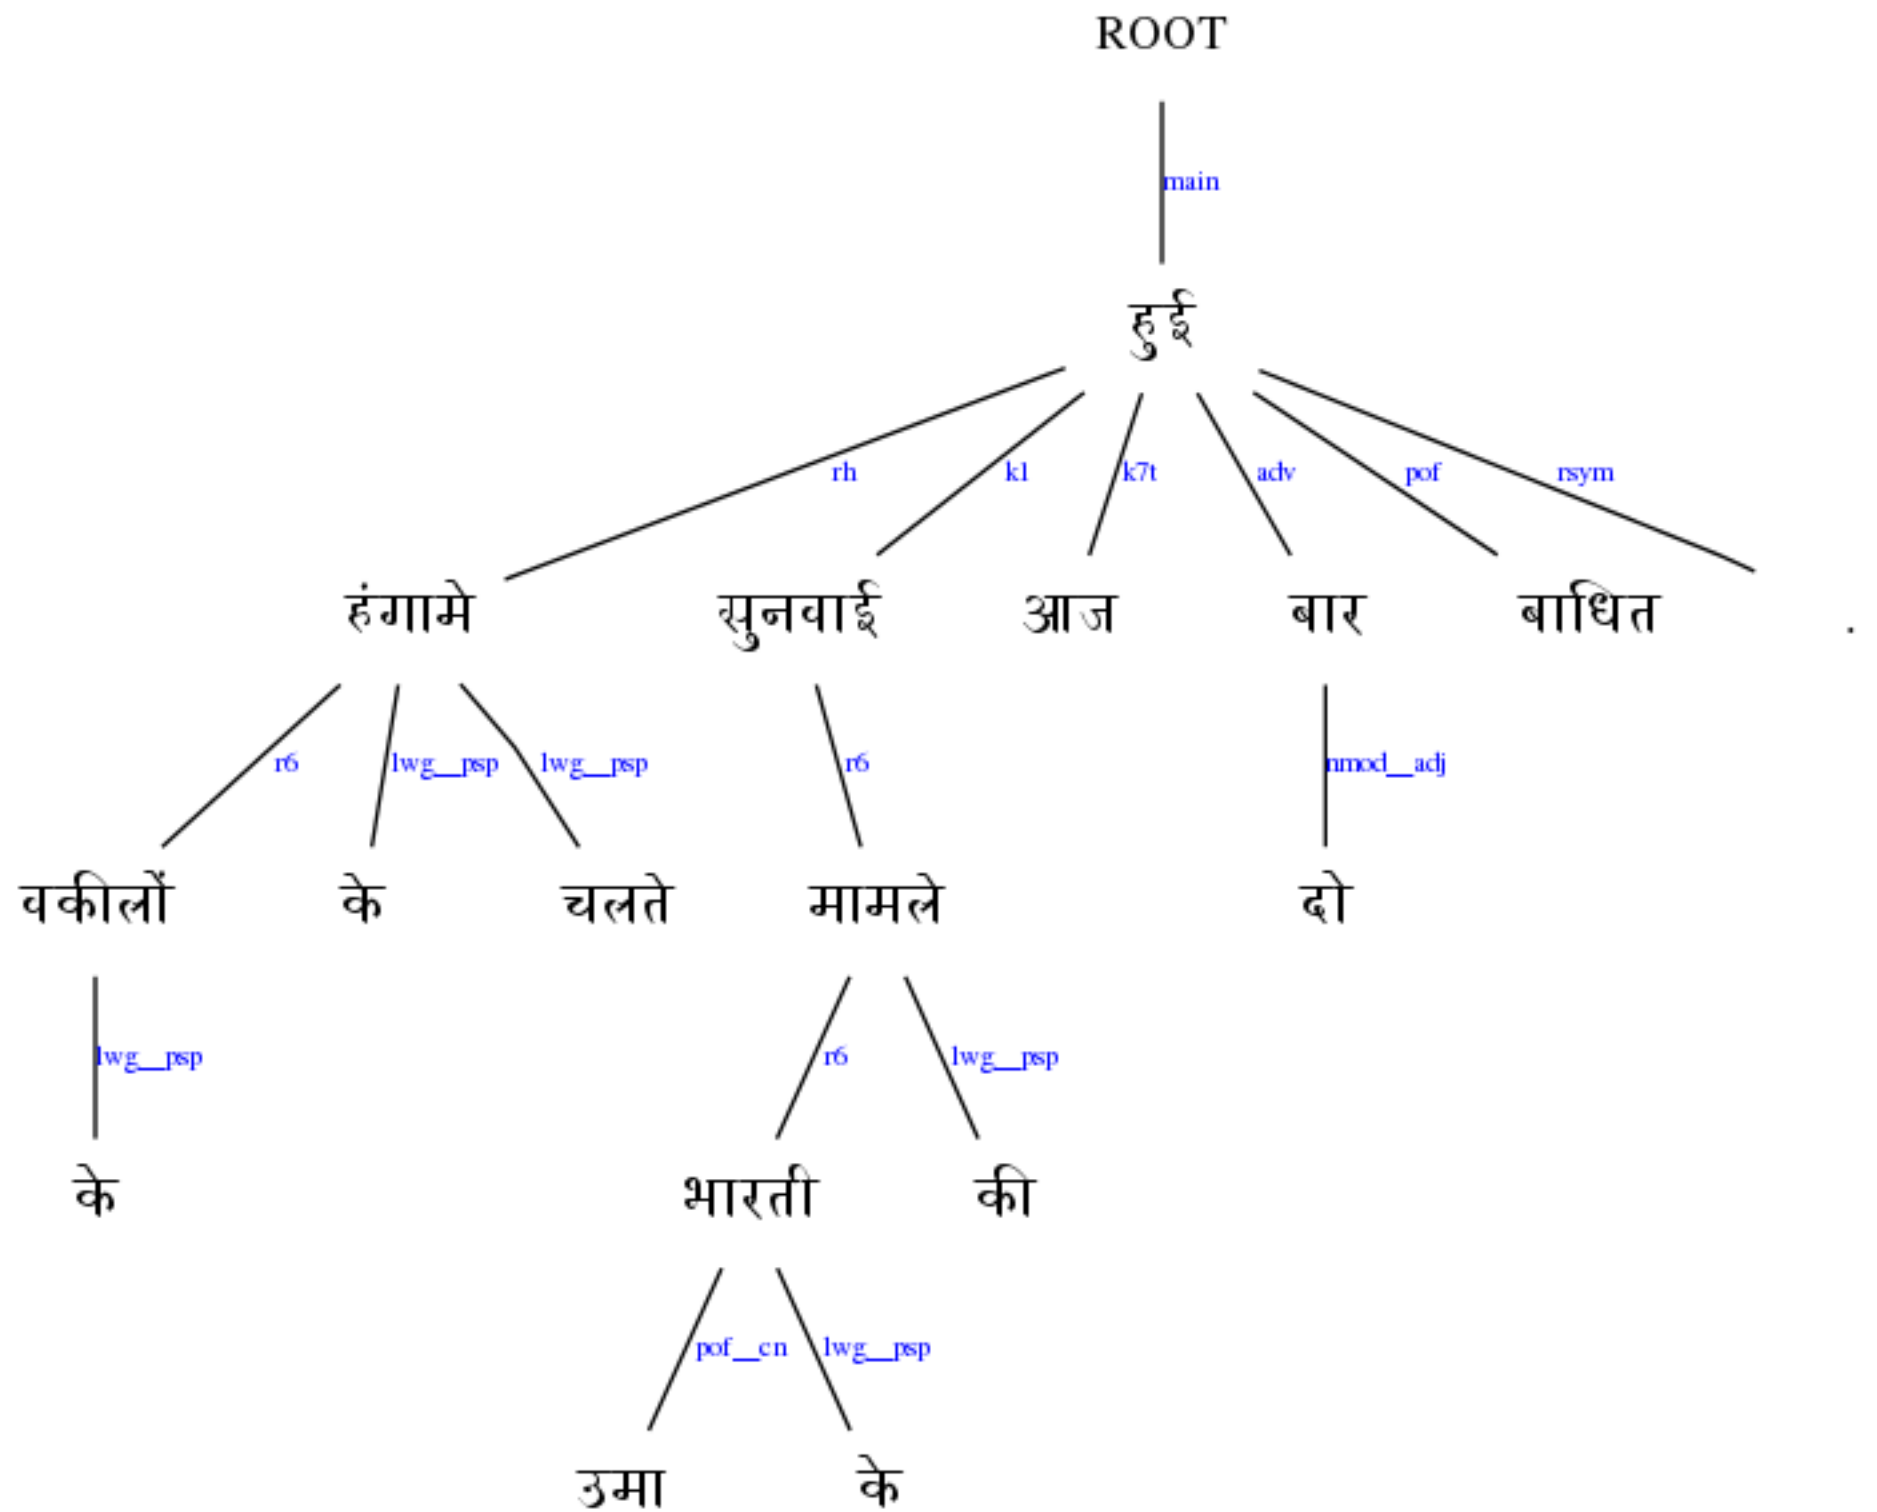 ROOT
main
हुई
rh k1 k7t adv pof rsym
हंगामे सुनवाई आज बार बाधित .
r6 lwg__psp lwg__psp r6 nmod__adj
वकीलों के चलते मामले दो
lwg__psp r6 lwg__psp
के भारती की
pof__cn lwg__psp
उमा के